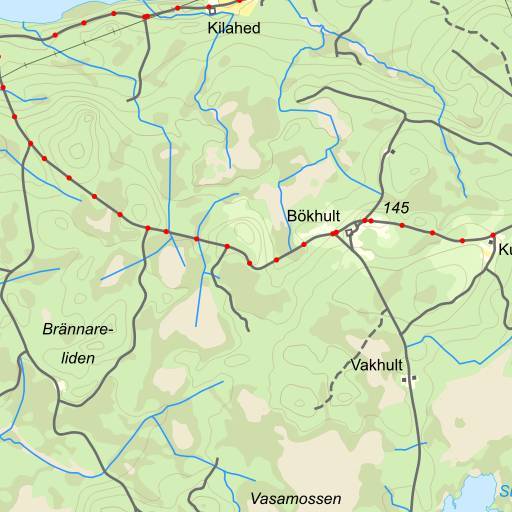 Kilahed
145
Bökhult
Ku
Brännare-
liden
Vakhult
Vasamossen